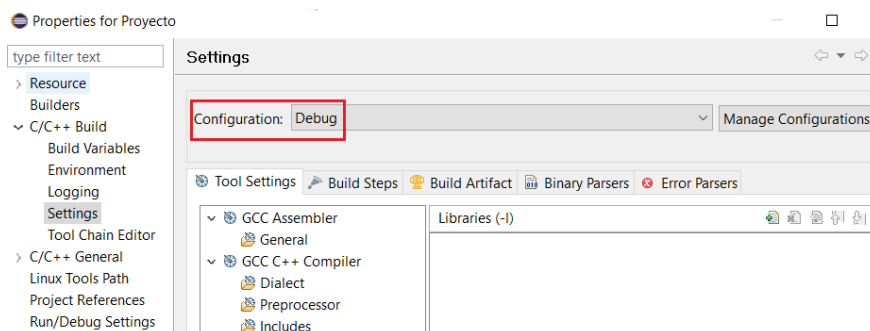 Properties for Proyecto
type filter text
Settings
Resource
Builders
C/C++ Build
Build Variables
Environment
Logging
Settings
Tool Chain Editor
C/C++ General
Linux Tools Path
Project References
Run/Debug Settings
Configuration: Debug
Manage Configurations
Tool Settings Build Steps Build Artifact Binary Parsers Error Parsers
GCC Assembler
General
GCC C++ Compiler
Dialect
Preprocessor
Includes
Libraries (-l)